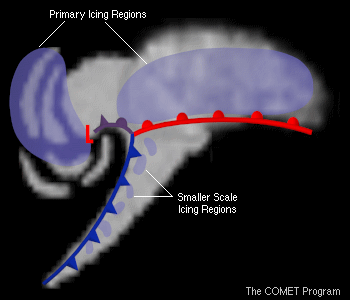 Primary Icing Regions
L
Smaller Scale
Icing Regions
The COMET Program